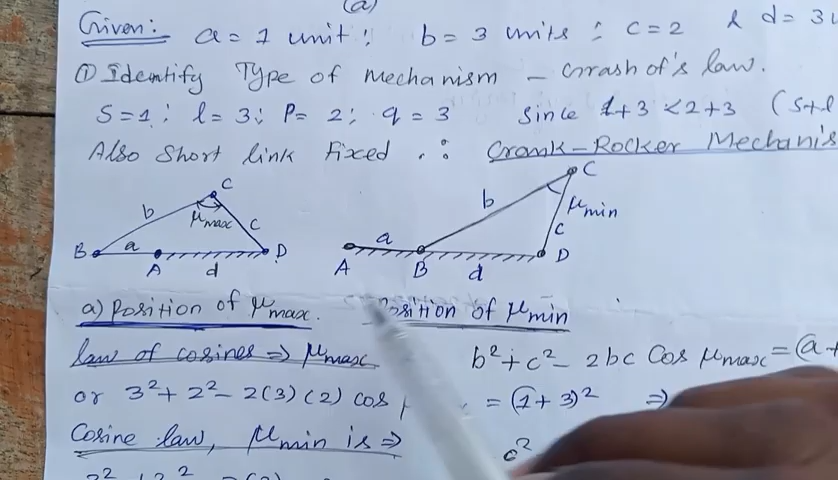 (a)
Given:- a = 1 unit ; b = 3 units ; c = 2 & d = 3
① Identify Type of Mechanism – Grashof's law.
S = 1 ; l = 3 ; P = 2 ; q = 3 Since 1+3 < 2+3 (S+l
Also Short link Fixed ∴ Crank-Rocker Mechanis
C
b
μmax
c
B
a
A
d
D
C
b
μmin
c
a
A
B
d
D
a) Position of μmax. Position of μmin
law of cosines ⇒ μmax b² + c² – 2bc Cos μmax = (a +
or 3² + 2² – 2(3)(2) cos = (1+3)² ⇒
Cosine law, μmin is ⇒ c²